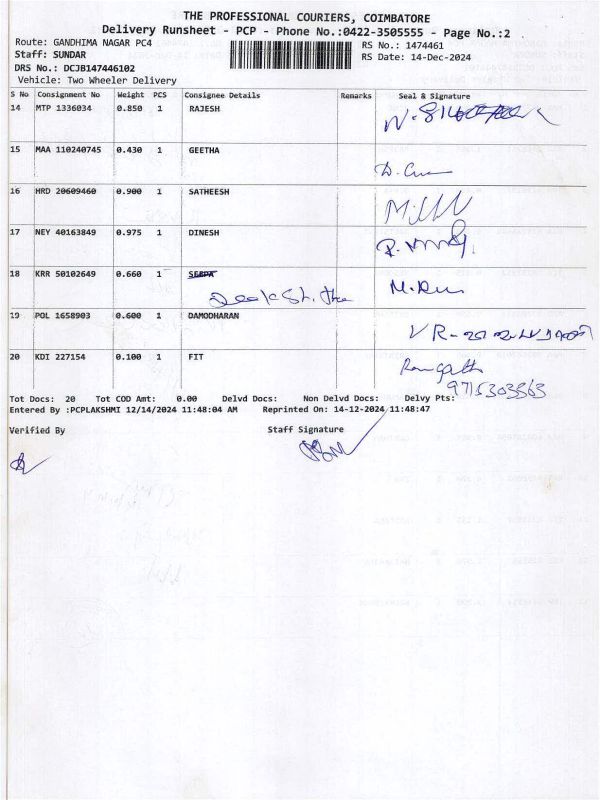 THE PROFESSIONAL COURIERS, COIMBATORE
Delivery Runsheet - PCP - Phone No.:0422-3505555 - Page No.:2
Route: GANDHIMA NAGAR PC4 RS No.: 1474461
Staff: SUNDAR RS Date: 14-Dec-2024
DRS No.: DCJB147446102
Vehicle: Two Wheeler Delivery
S No Consignment No Weight PCS Consignee Details Remarks Seal & Signature
14 MTP 1336034 0.850 1 RAJESH
15 MAA 110240745 0.430 1 GEETHA
16 HRD 20609460 0.900 1 SATHEESH
17 NEY 40163849 0.975 1 DINESH
18 KRR 50102649 0.660 1 SEEPA
19 POL 1658903 0.600 1 DAMODHARAN
20 KDI 227154 0.100 1 FIT
9715303563
Tot Docs: 20 Tot COD Amt: 0.00 Delvd Docs: Non Delvd Docs: Delvy Pts:
Entered By :PCPLAKSHMI 12/14/2024 11:48:04 AM Reprinted On: 14-12-2024 11:48:47
Verified By Staff Signature